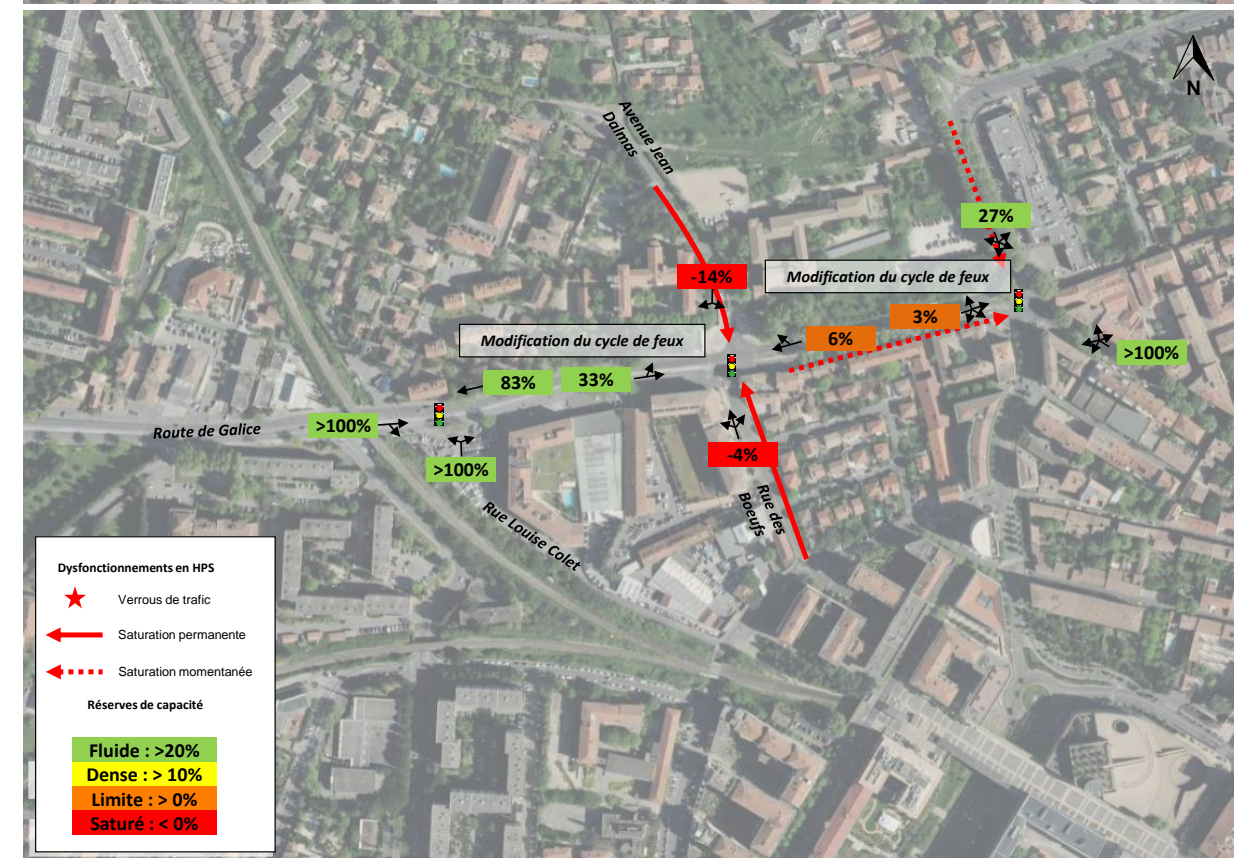 N
Avenue Jean
Dalmas
27%
-14%
Modification du cycle de feux
3%
6%
Modification du cycle de feux
>100%
83%
33%
Route de Galice
>100%
>100%
-4%
Rue des
Boeufs
Rue Louise Colet
Dysfonctionnements en HPS
Verrous de trafic
Saturation permanente
Saturation momentanée
Réserves de capacité
Fluide : >20%
Dense : > 10%
Limite : > 0%
Saturé : < 0%